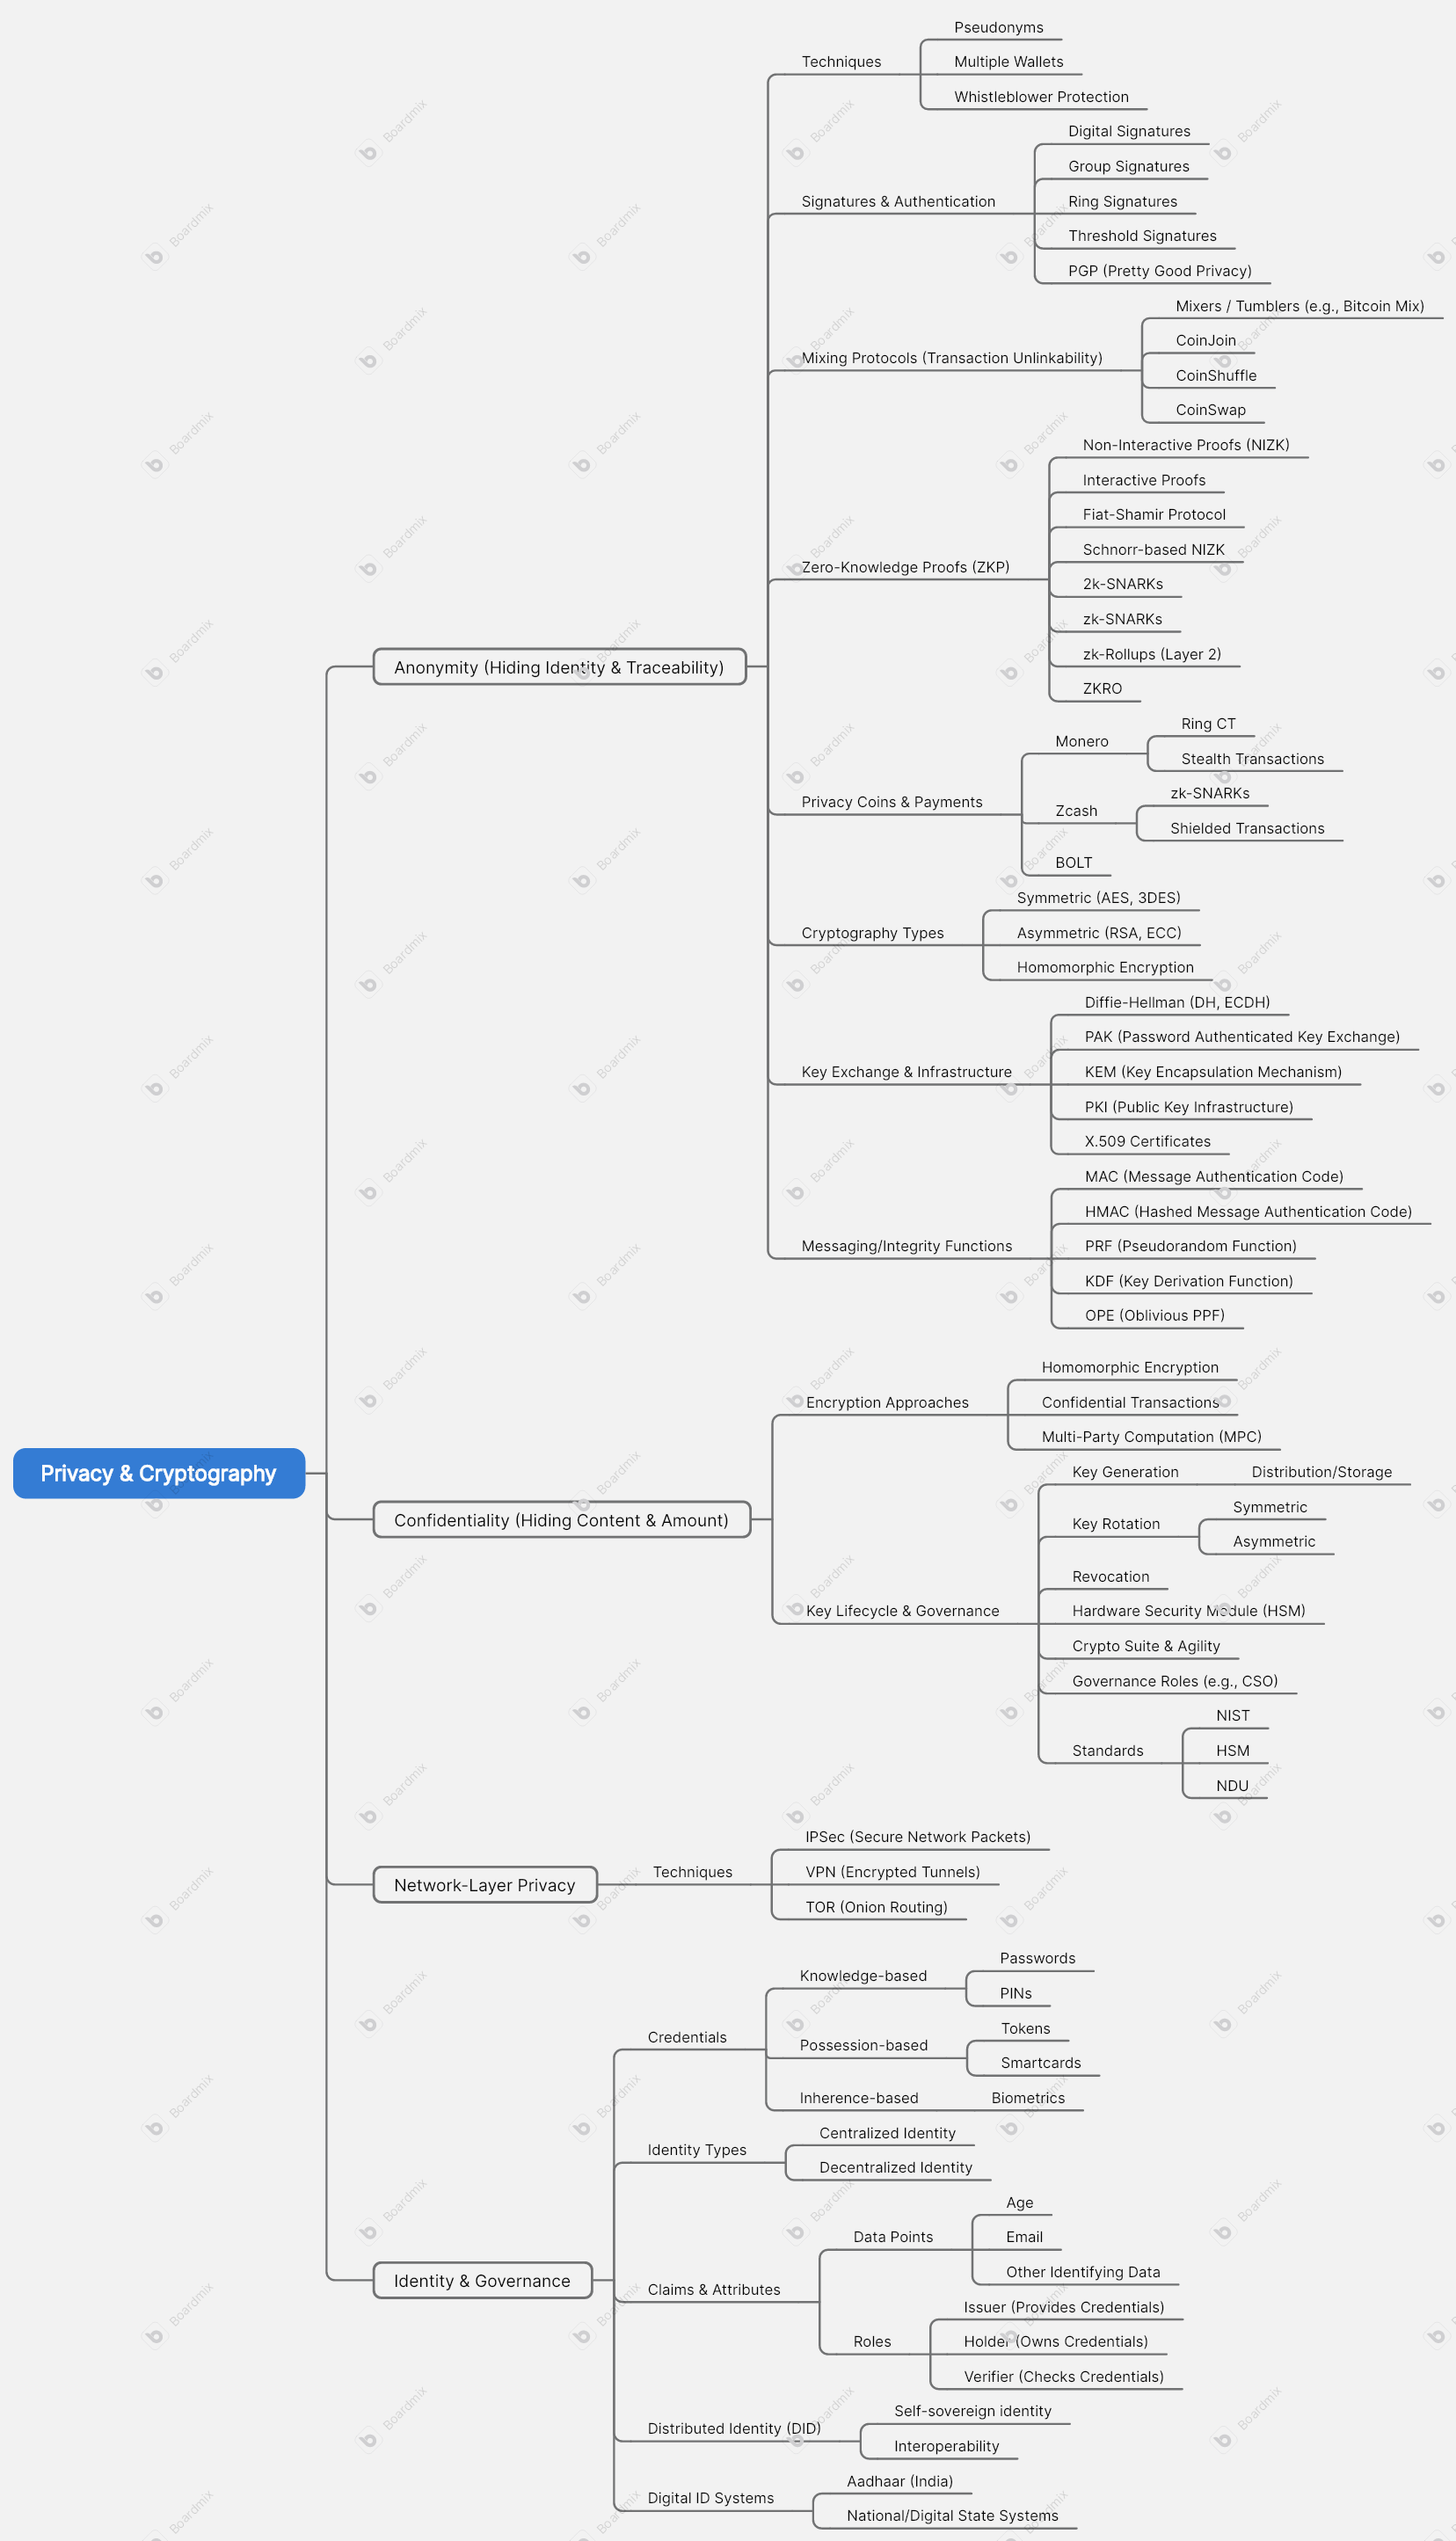 Privacy & Cryptography
Anonymity (Hiding Identity & Traceability)
Techniques
Pseudonyms
Multiple Wallets
Whistleblower Protection
Signatures & Authentication
Digital Signatures
Group Signatures
Ring Signatures
Threshold Signatures
PGP (Pretty Good Privacy)
Mixing Protocols (Transaction Unlinkability)
Mixers / Tumblers (e.g., Bitcoin Mix)
CoinJoin
CoinShuffle
CoinSwap
Zero-Knowledge Proofs (ZKP)
Non-Interactive Proofs (NIZK)
Interactive Proofs
Fiat-Shamir Protocol
Schnorr-based NIZK
2k-SNARKs
zk-SNARKs
zk-Rollups (Layer 2)
ZKRO
Privacy Coins & Payments
Monero
Ring CT
Stealth Transactions
Zcash
zk-SNARKs
Shielded Transactions
BOLT
Cryptography Types
Symmetric (AES, 3DES)
Asymmetric (RSA, ECC)
Homomorphic Encryption
Key Exchange & Infrastructure
Diffie-Hellman (DH, ECDH)
PAK (Password Authenticated Key Exchange)
KEM (Key Encapsulation Mechanism)
PKI (Public Key Infrastructure)
X.509 Certificates
Messaging/Integrity Functions
MAC (Message Authentication Code)
HMAC (Hashed Message Authentication Code)
PRF (Pseudorandom Function)
KDF (Key Derivation Function)
OPE (Oblivious PPF)
Confidentiality (Hiding Content & Amount)
Encryption Approaches
Homomorphic Encryption
Confidential Transactions
Multi-Party Computation (MPC)
Key Lifecycle & Governance
Key Generation
Distribution/Storage
Key Rotation
Symmetric
Asymmetric
Revocation
Hardware Security Module (HSM)
Crypto Suite & Agility
Governance Roles (e.g., CSO)
Standards
NIST
HSM
NDU
Network-Layer Privacy
Techniques
IPSec (Secure Network Packets)
VPN (Encrypted Tunnels)
TOR (Onion Routing)
Identity & Governance
Credentials
Knowledge-based
Passwords
PINs
Possession-based
Tokens
Smartcards
Inherence-based
Biometrics
Identity Types
Centralized Identity
Decentralized Identity
Claims & Attributes
Data Points
Age
Email
Other Identifying Data
Roles
Issuer (Provides Credentials)
Holder (Owns Credentials)
Verifier (Checks Credentials)
Distributed Identity (DID)
Self-sovereign identity
Interoperability
Digital ID Systems
Aadhaar (India)
National/Digital State Systems
Boardmix